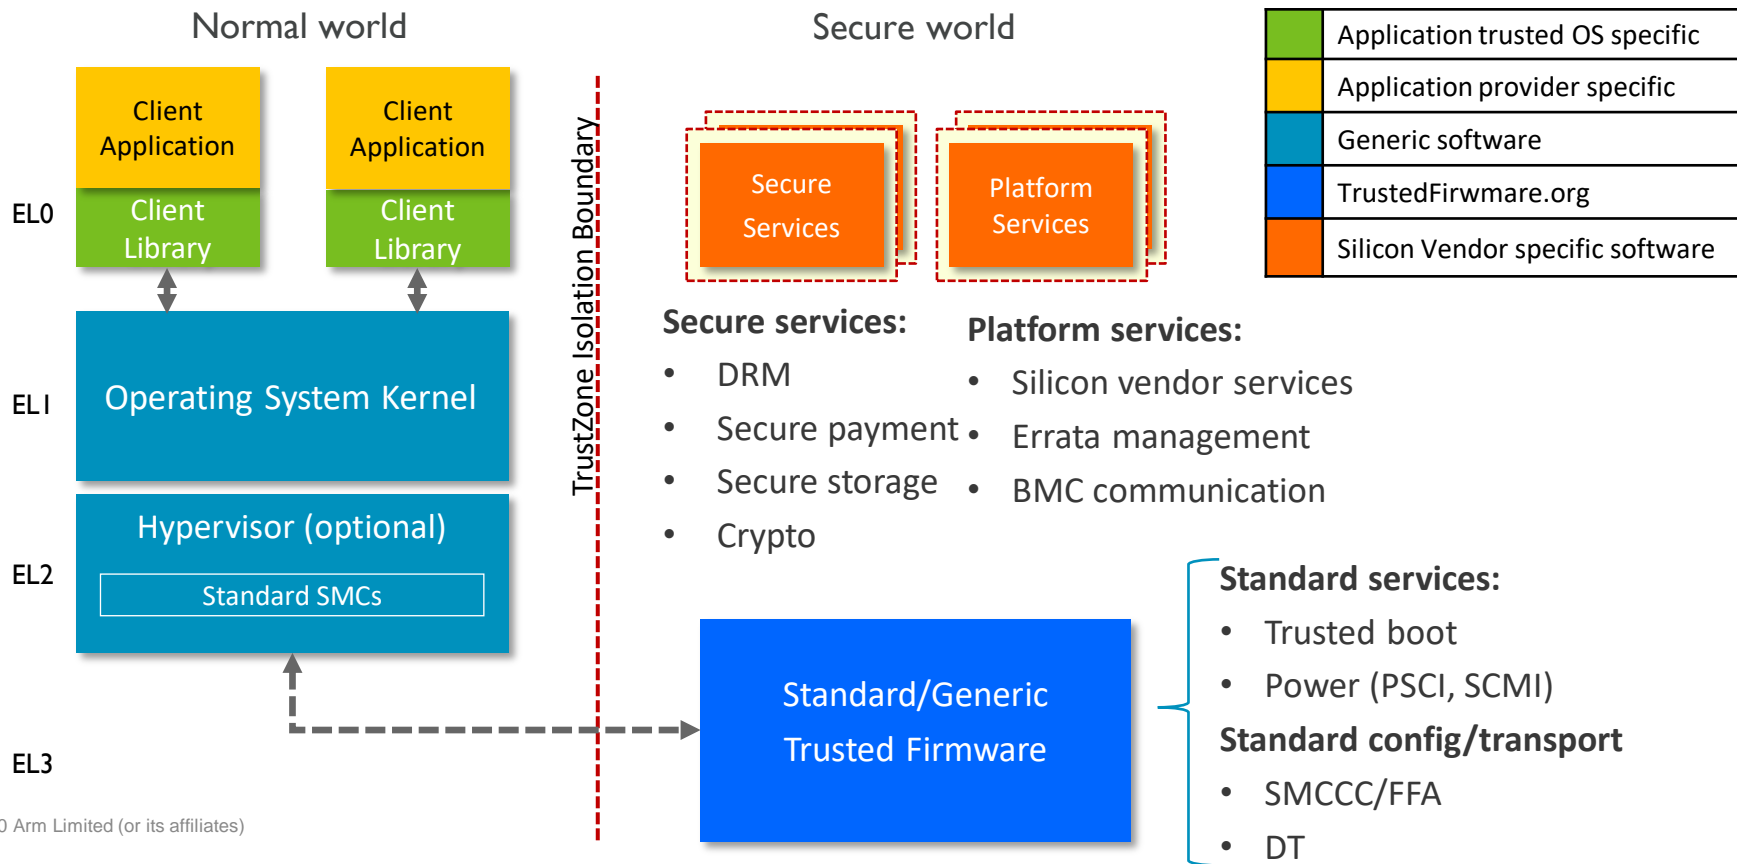 Normal world
Secure world
Application trusted OS specific
Application provider specific
Generic software
TrustedFirwmare.org
Silicon Vendor specific software
Client
Application
Client
Application
EL0
Client
Library
Client
Library
TrustZone Isolation Boundary
Secure
Services
Platform
Services
EL1
Operating System Kernel
Secure services:
• DRM
• Secure payment
• Secure storage
• Crypto
Platform services:
• Silicon vendor services
• Errata management
• BMC communication
EL2
Hypervisor (optional)
Standard SMCs
EL3
Standard/Generic
Trusted Firmware
Standard services:
• Trusted boot
• Power (PSCI, SCMI)
Standard config/transport
• SMCCC/FFA
• DT
0 Arm Limited (or its affiliates)